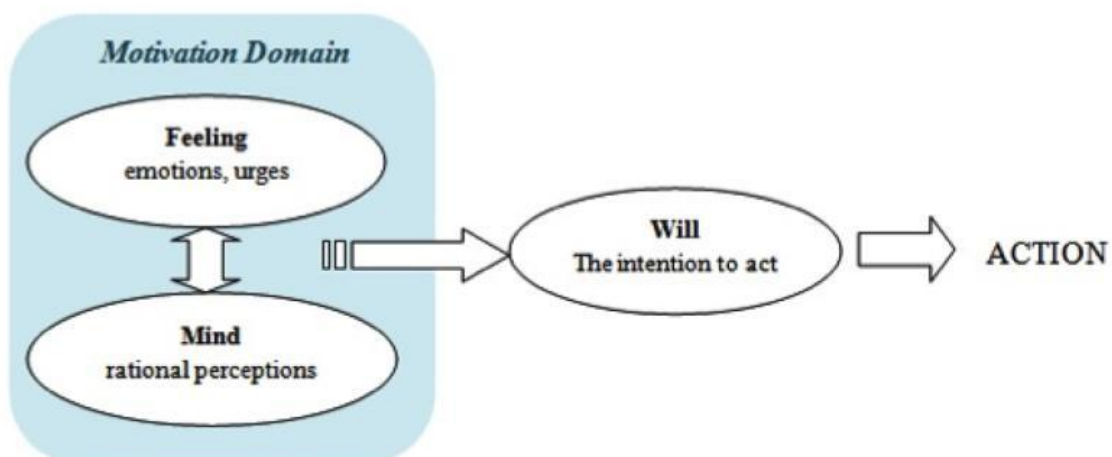 Motivation Domain
Feeling
emotions, urges
Mind
rational perceptions
Will
The intention to act
ACTION